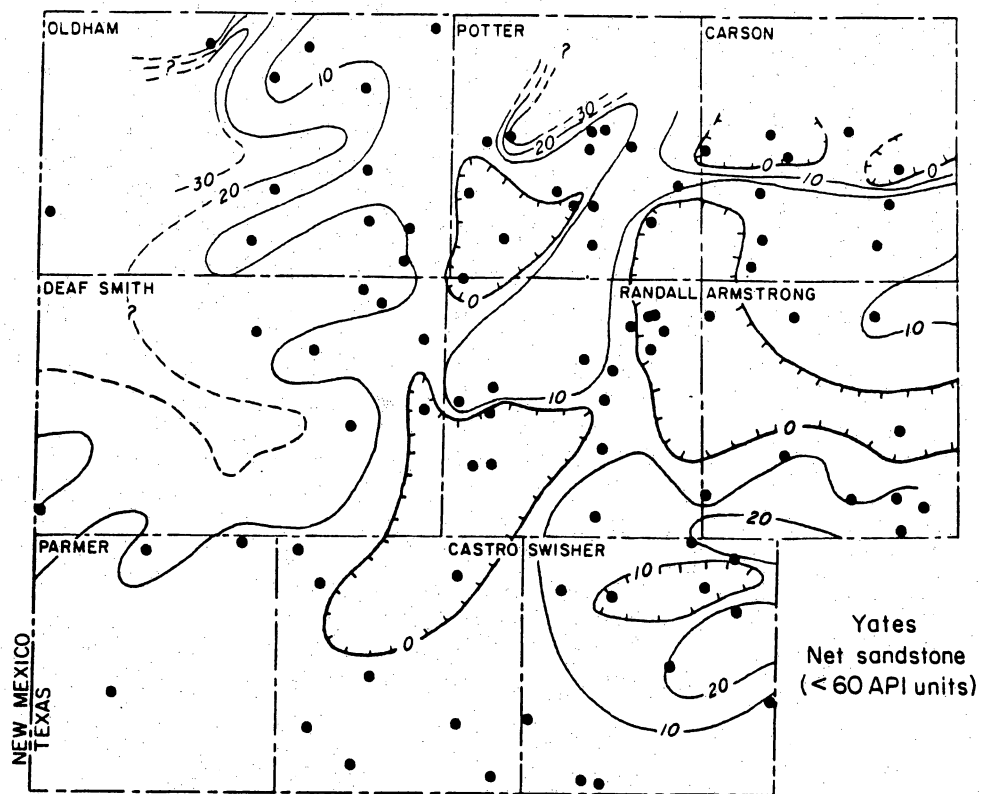 OLDHAM
POTTER
CARSON
?
?
10
30
20
0
10
0
30
20
0
DEAF SMITH
RANDALL
ARMSTRONG
?
10
10
0
20
PARMER
CASTRO
SWISHER
10
0
20
10
NEW MEXICO
TEXAS
Yates
Net sandstone
(< 60 API units)